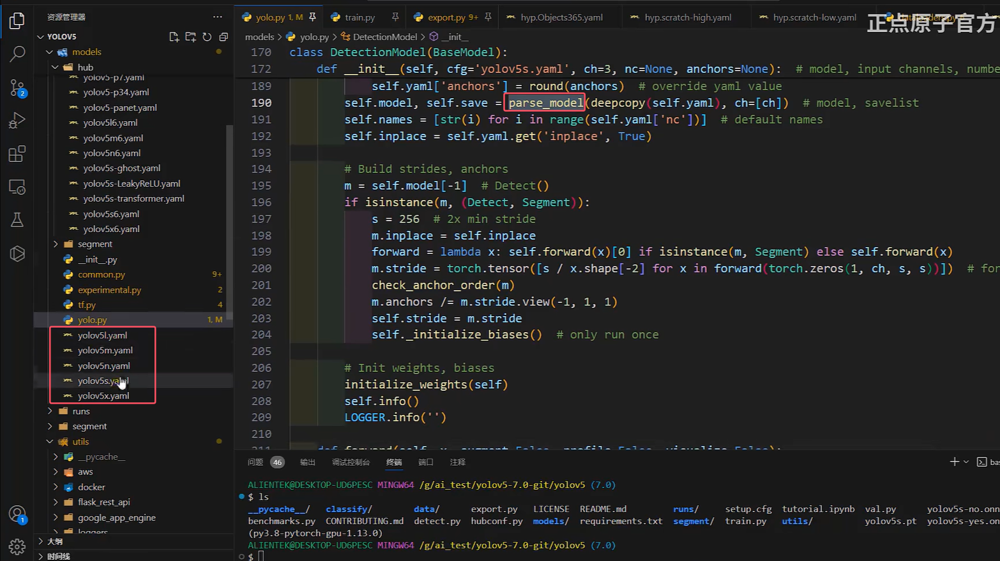 资源管理器
yolo.py 1, M
train.py
export.py 9+
hyp.Objects365.yaml
hyp.scratch-high.yaml
hyp.scratch-low.yaml
正点原子官方
YOLOV5
models > yolo.py > DetectionModel > __init__
models
hub
yolov5-p7.yaml
yolov5-p34.yaml
yolov5-panet.yaml
yolov5l6.yaml
yolov5m6.yaml
yolov5n6.yaml
yolov5s-ghost.yaml
yolov5s-LeakyReLU.yaml
yolov5s-transformer.yaml
yolov5s6.yaml
yolov5x6.yaml
segment
__init__.py
common.py 9+
experimental.py 2
tf.py 4
yolo.py 1, M
yolov5l.yaml
yolov5m.yaml
yolov5n.yaml
yolov5s.yaml
yolov5x.yaml
runs
segment
utils
__pycache__
aws
docker
flask_rest_api
google_app_engine
loggers
大纲
时间线
2
1
170 class DetectionModel(BaseModel):
172 def __init__(self, cfg='yolov5s.yaml', ch=3, nc=None, anchors=None): # model, input channels, numbe
189 self.yaml['anchors'] = round(anchors) # override yaml value
190 self.model, self.save = parse_model(deepcopy(self.yaml), ch=[ch]) # model, savelist
191 self.names = [str(i) for i in range(self.yaml['nc'])] # default names
192 self.inplace = self.yaml.get('inplace', True)
193
194 # Build strides, anchors
195 m = self.model[-1] # Detect()
196 if isinstance(m, (Detect, Segment)):
197 s = 256 # 2x min stride
198 m.inplace = self.inplace
199 forward = lambda x: self.forward(x)[0] if isinstance(m, Segment) else self.forward(x)
200 m.stride = torch.tensor([s / x.shape[-2] for x in forward(torch.zeros(1, ch, s, s))]) # for
201 check_anchor_order(m)
202 m.anchors /= m.stride.view(-1, 1, 1)
203 self.stride = m.stride
204 self._initialize_biases() # only run once
205
206 # Init weights, biases
207 initialize_weights(self)
208 self.info()
209 LOGGER.info('')
210
211 def forward(self, x, augment=False, profile=False, visualize=False):
问题 46 输出 调试控制台 终端 端口 注释
bas
ALIENTEK@DESKTOP-UD6PESC MINGW64 /g/ai_test/yolov5-7.0-git/yolov5 (7.0)
$ ls
__pycache__/ classify/ data/ export.py LICENSE README.md runs/ setup.cfg tutorial.ipynb val.py yolov5s-no.onn
benchmarks.py CONTRIBUTING.md detect.py hubconf.py models/ requirements.txt segment/ train.py utils/ yolov5s.pt yolov5s-yes.on
(py3.8-pytorch-gpu-1.13.0)
ALIENTEK@DESKTOP-UD6PESC MINGW64 /g/ai_test/yolov5-7.0-git/yolov5 (7.0)
$